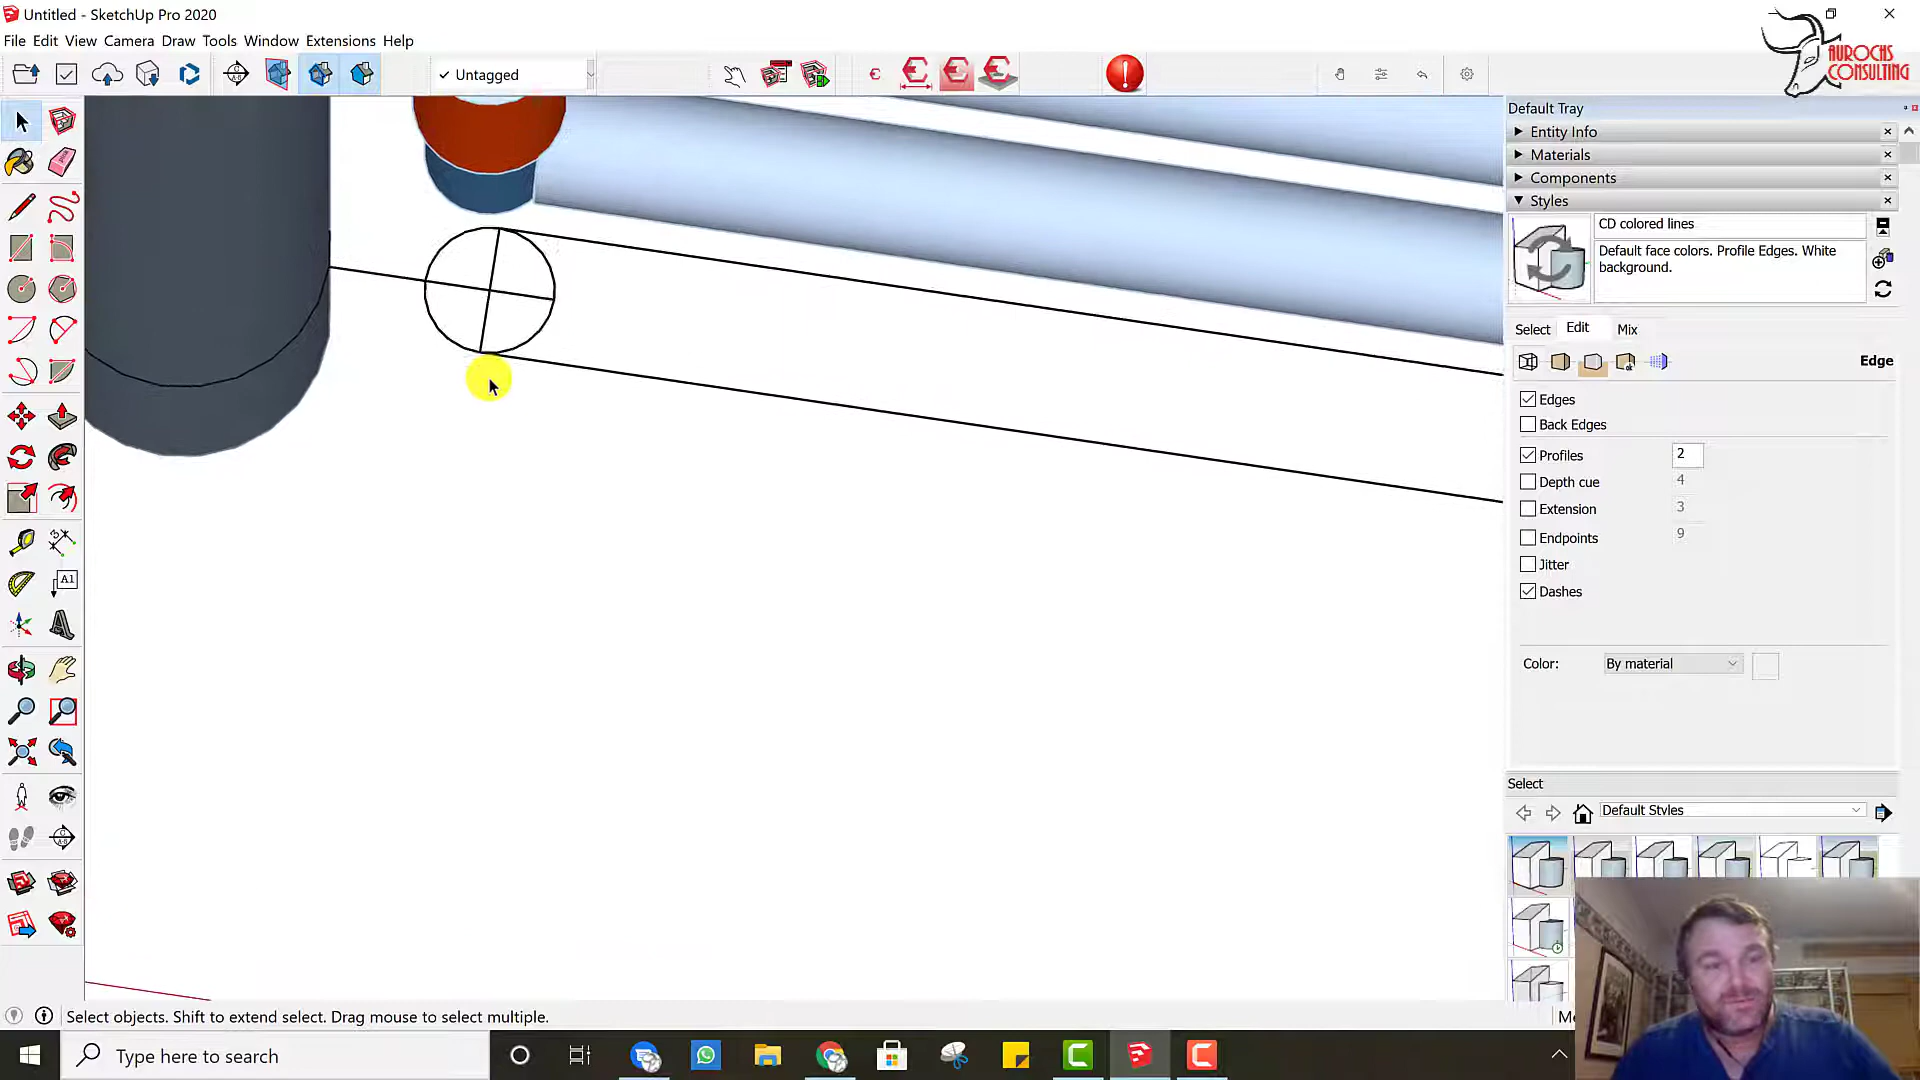 Untitled - SketchUp Pro 2020
AUROCHS
CONSULTING
File Edit View Camera Draw Tools Window Extensions Help
Untagged
Default Tray
Entity Info
Materials
Components
Styles
CD colored lines
Default face colors. Profile Edges. White
background.
Select Edit Mix
Edge
Edges
Back Edges
Profiles 2
Depth cue 4
Extension 3
Endpoints 9
Jitter
Dashes
Color: By material
Select
Default Styles
Select objects. Shift to extend select. Drag mouse to select multiple.
Type here to search